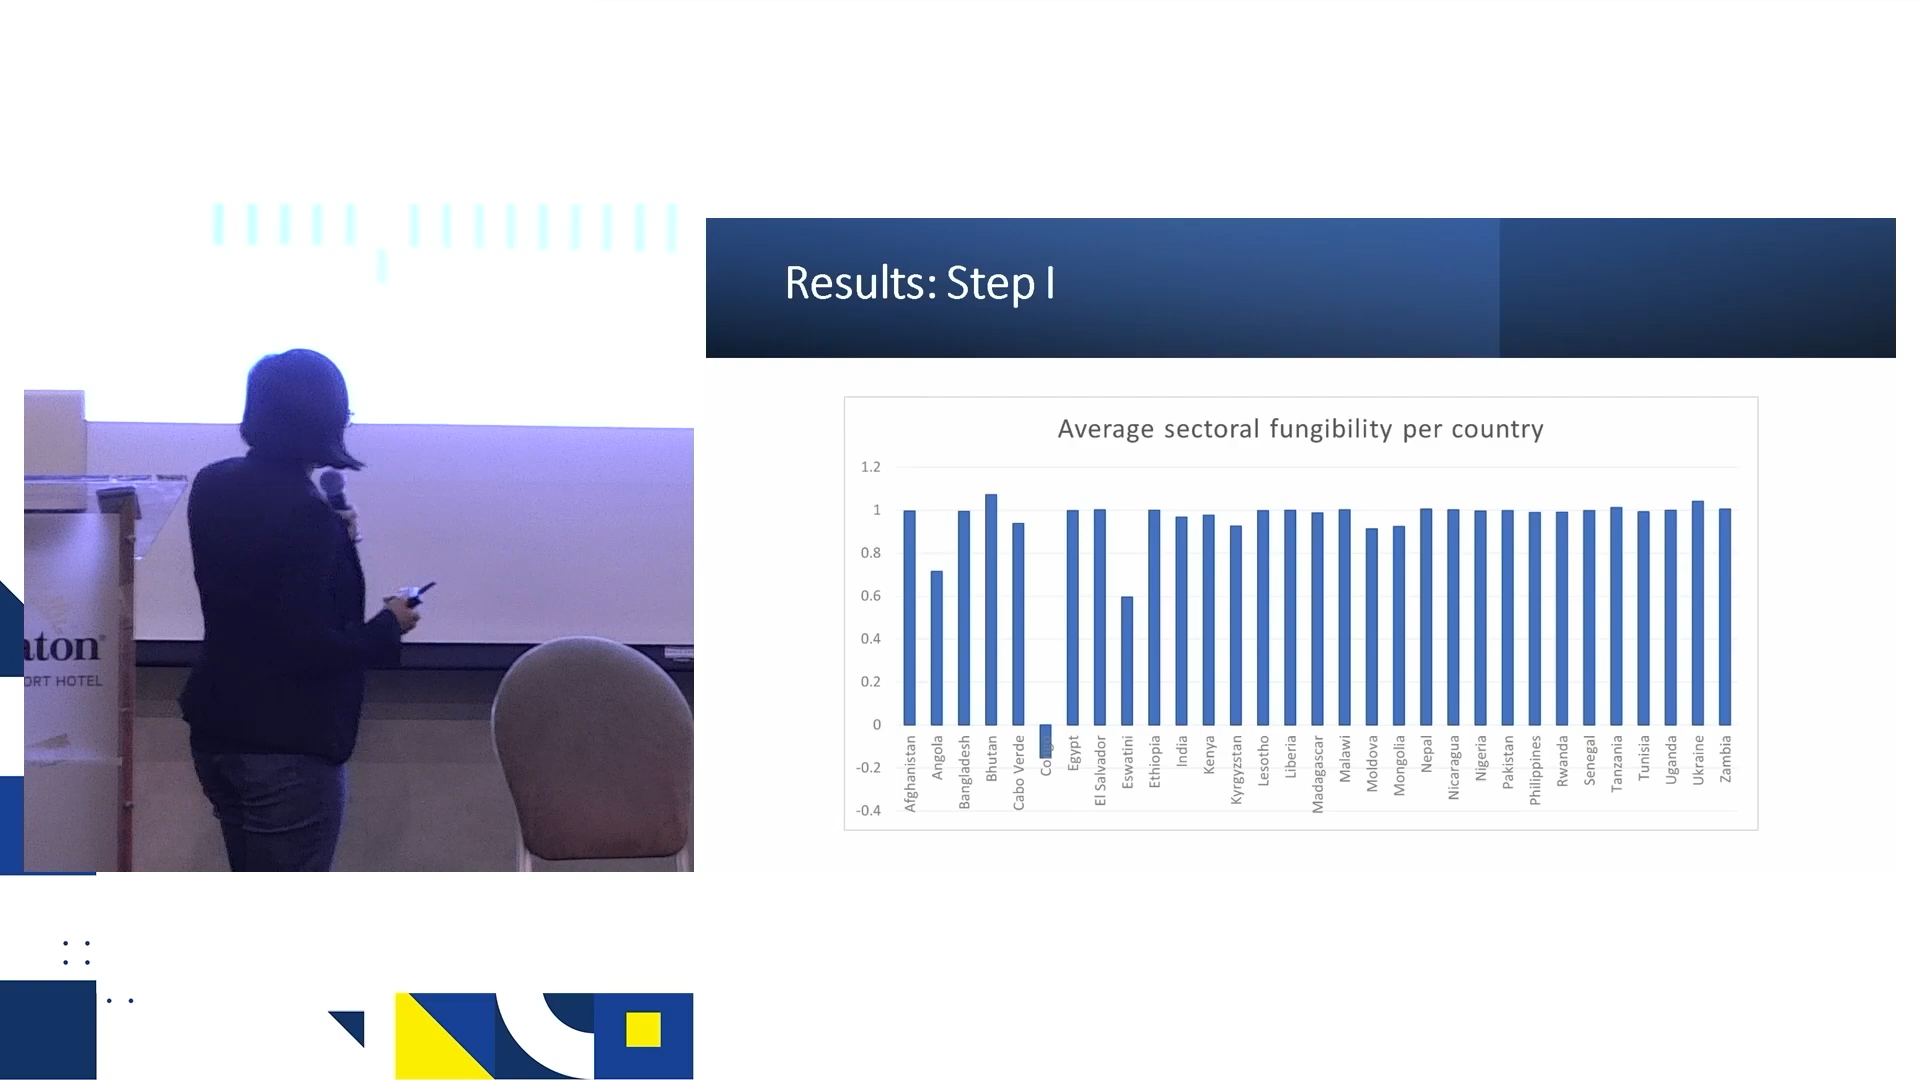 Results: Step I
Average sectoral fungibility per country
1.2
1
0.8
0.6
0.4
0.2
0
-0.2
-0.4
Afghanistan
Angola
Bangladesh
Bhutan
Cabo Verde
Congo
Egypt
El Salvador
Eswatini
Ethiopia
India
Kenya
Kyrgyzstan
Lesotho
Liberia
Madagascar
Malawi
Moldova
Mongolia
Nepal
Nicaragua
Nigeria
Pakistan
Philippines
Rwanda
Senegal
Tanzania
Tunisia
Uganda
Ukraine
Zambia
aton
ORT HOTEL